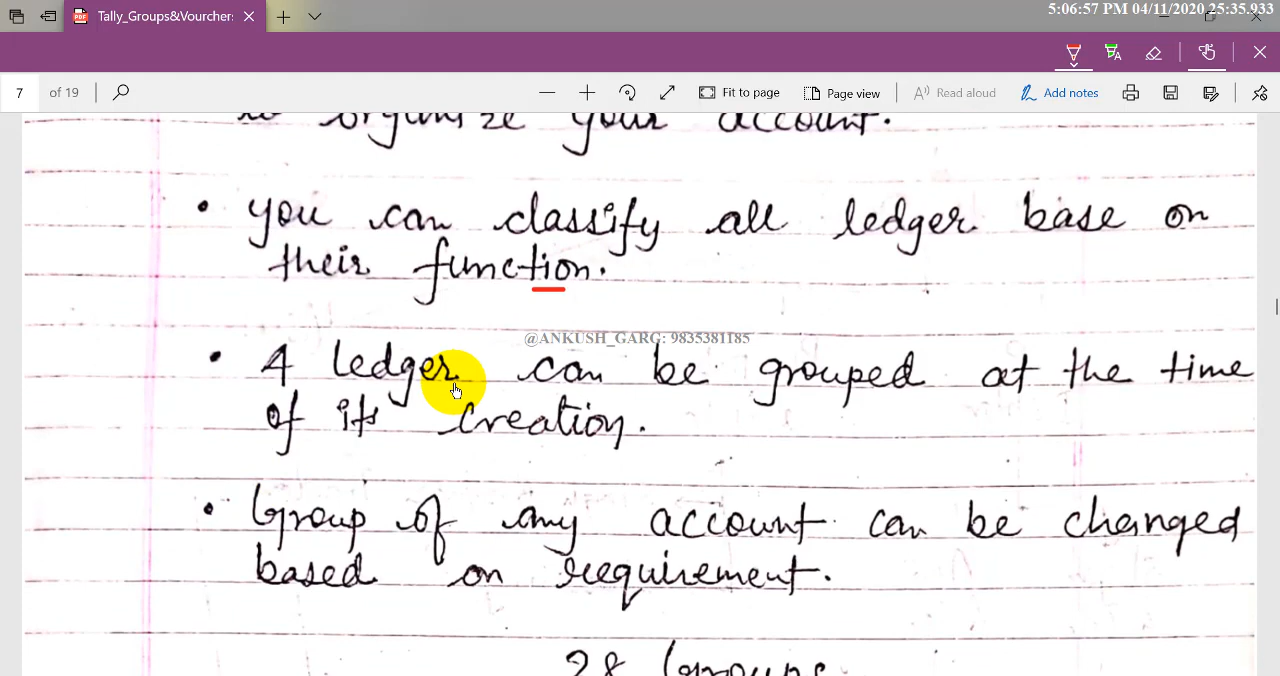 5:06:57 PM 04/11/2020 25:35.933
Tally_Groups&Vourcher
7 of 19 Fit to page Page view Read aloud Add notes
to organize your account.
• you can classify all ledger base on
their function.
@ANKUSH_GARG: 9835381185
• A ledger can be grouped at the time
of its creation.
• Group of any account can be changed
based on requirement.
28 Groups